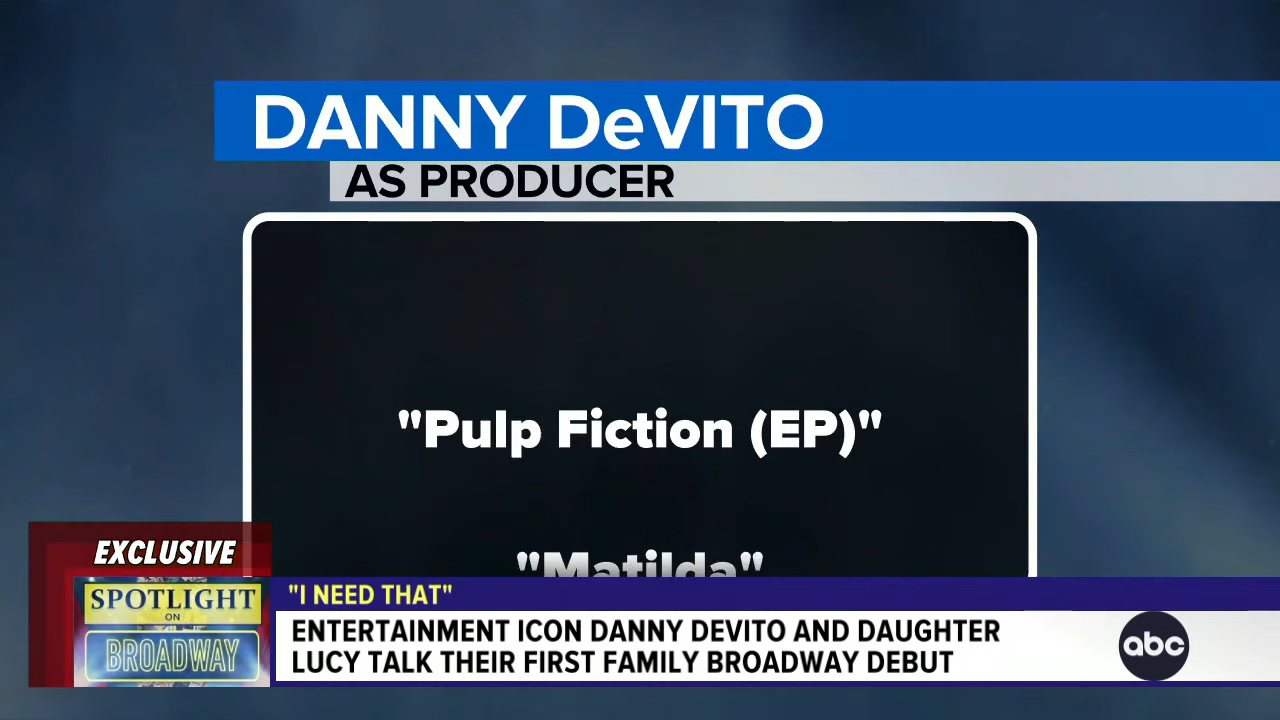 DANNY DeVITO
AS PRODUCER
"Pulp Fiction (EP)"
"Matilda"
EXCLUSIVE
SPOTLIGHT
ON
BROADWAY
"I NEED THAT"
ENTERTAINMENT ICON DANNY DEVITO AND DAUGHTER
LUCY TALK THEIR FIRST FAMILY BROADWAY DEBUT
abc